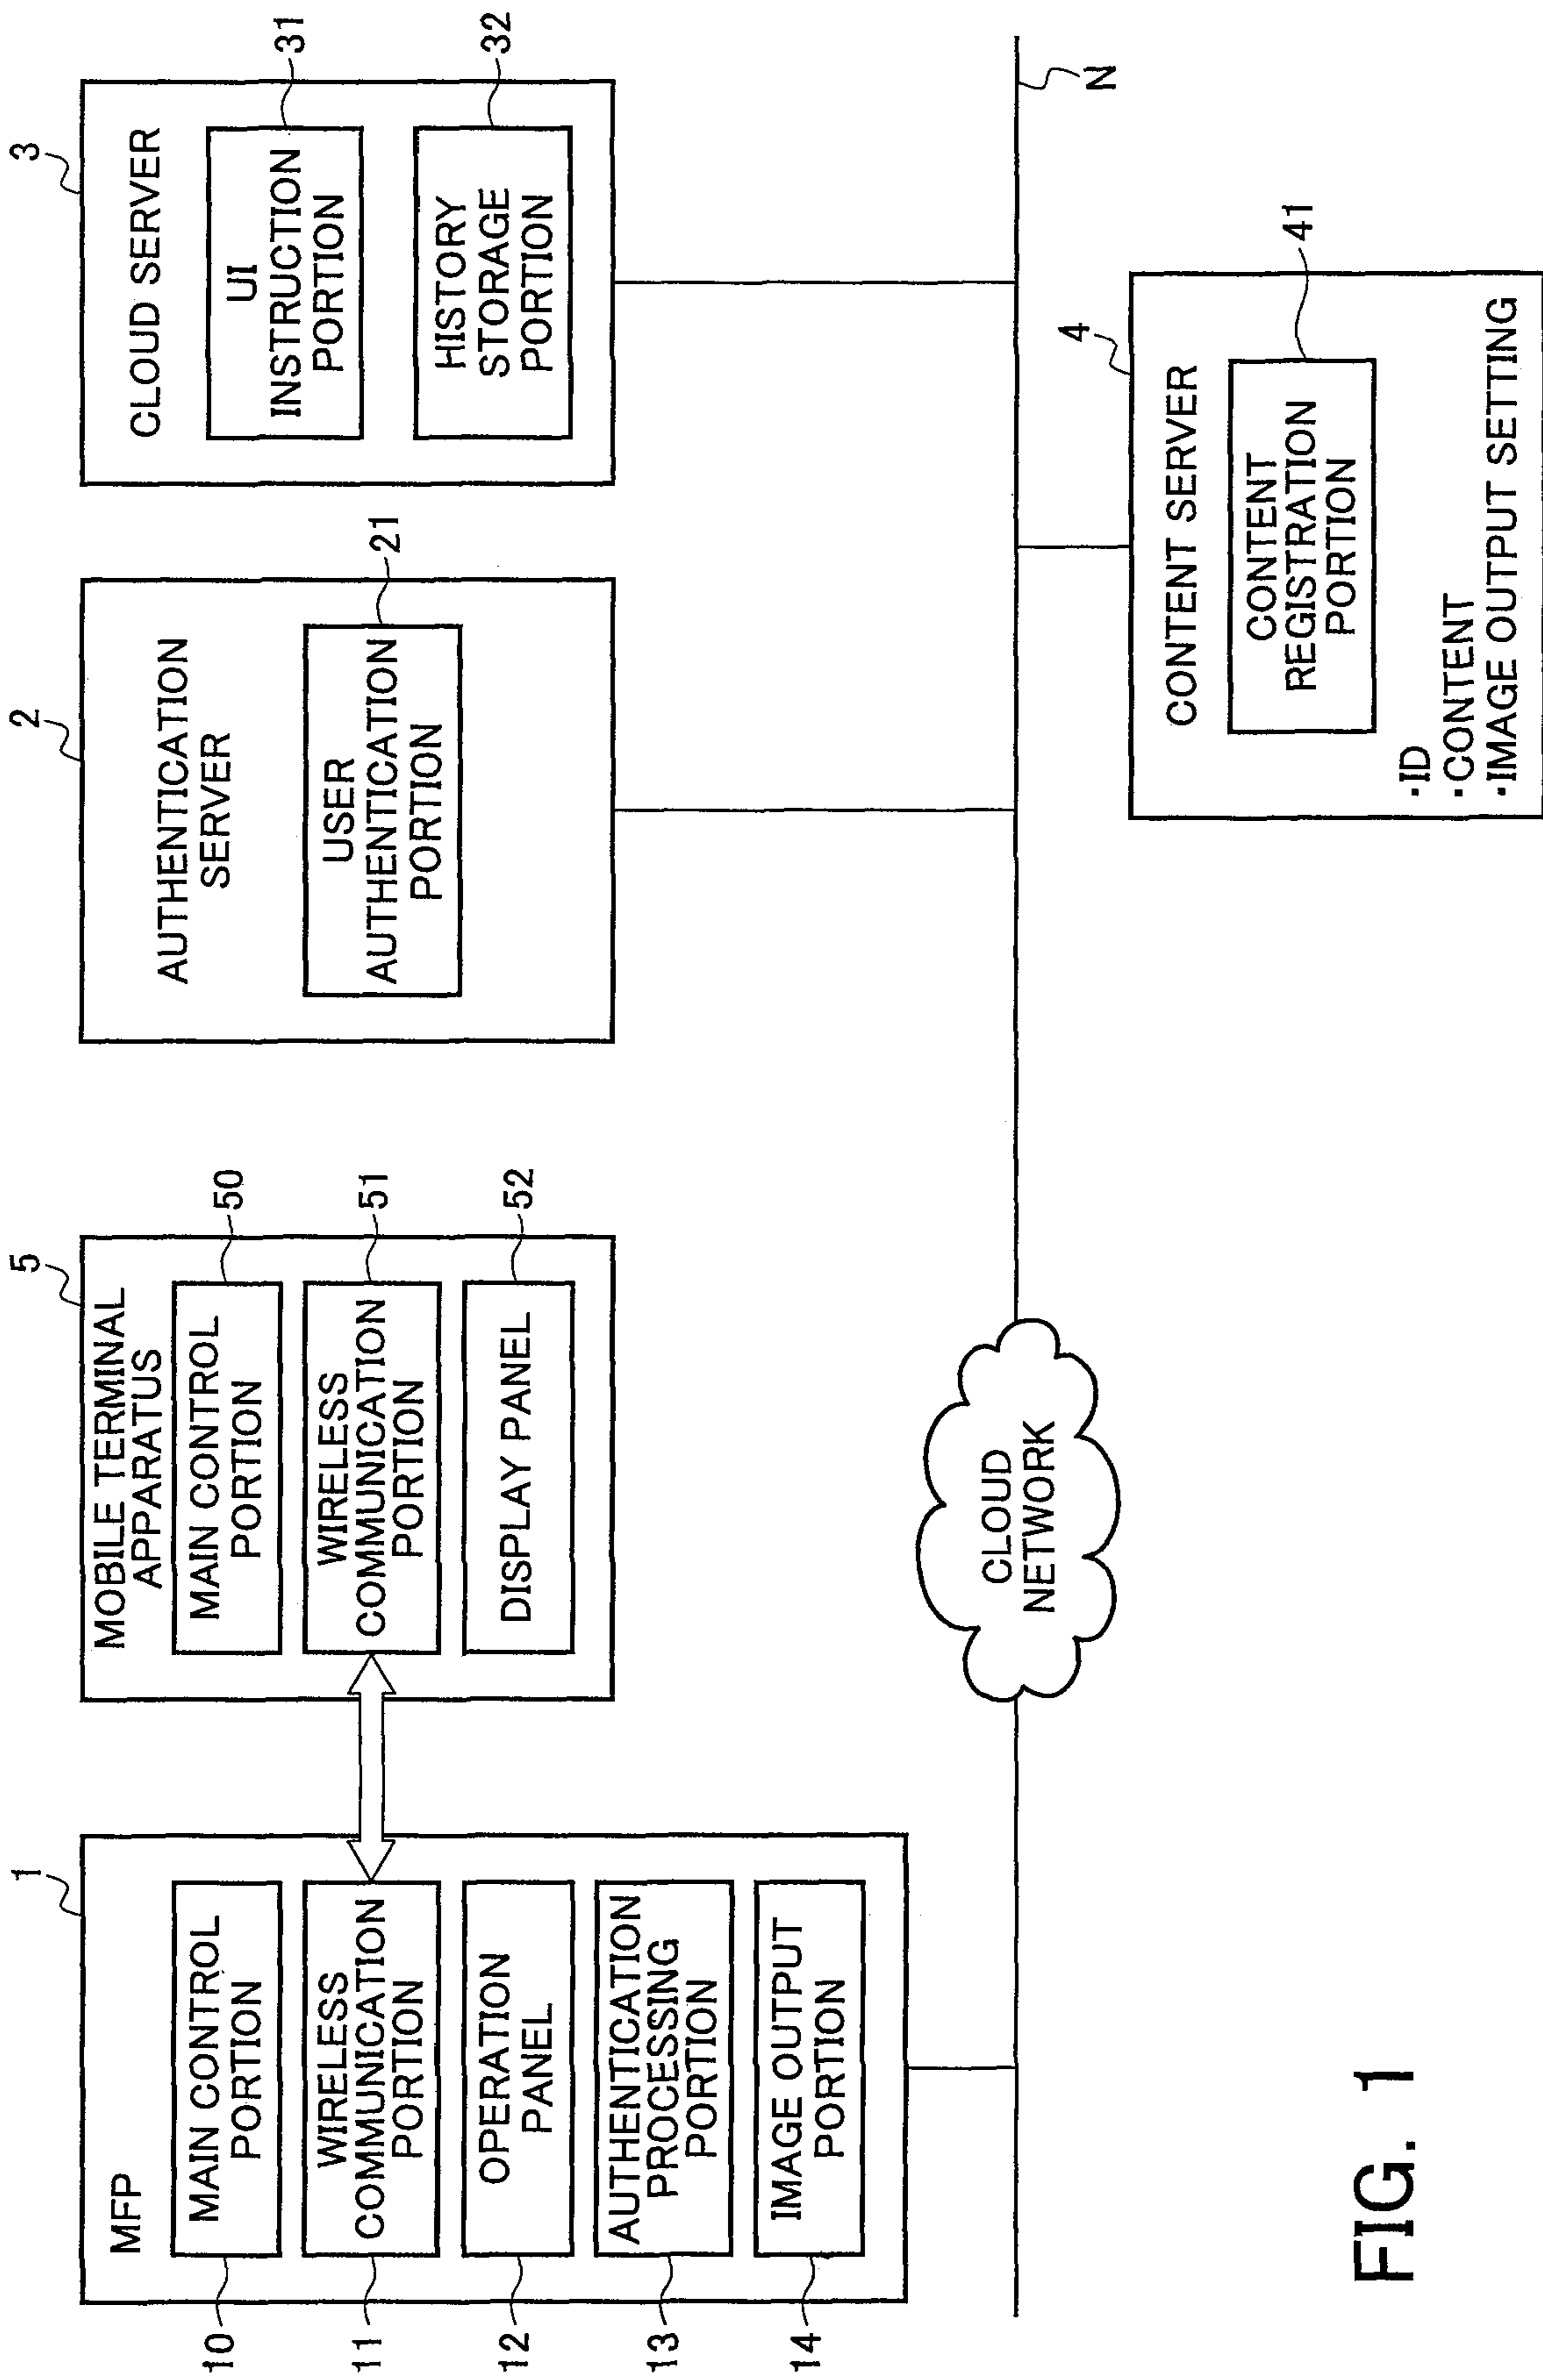 1
MFP
10
MAIN CONTROL
PORTION
11
WIRELESS
COMMUNICATION
PORTION
12
OPERATION
PANEL
13
AUTHENTICATION
PROCESSING
PORTION
14
IMAGE OUTPUT
PORTION
5
MOBILE TERMINAL
APPARATUS
MAIN CONTROL
PORTION
50
WIRELESS
COMMUNICATION
PORTION
51
DISPLAY PANEL
52
2
AUTHENTICATION
SERVER
USER
AUTHENTICATION
PORTION
21
3
CLOUD SERVER
UI
INSTRUCTION
PORTION
31
HISTORY
STORAGE
PORTION
32
CLOUD
NETWORK
N
4
CONTENT SERVER
CONTENT
REGISTRATION
PORTION
41
·ID
·CONTENT
·IMAGE OUTPUT SETTING
FIG. 1